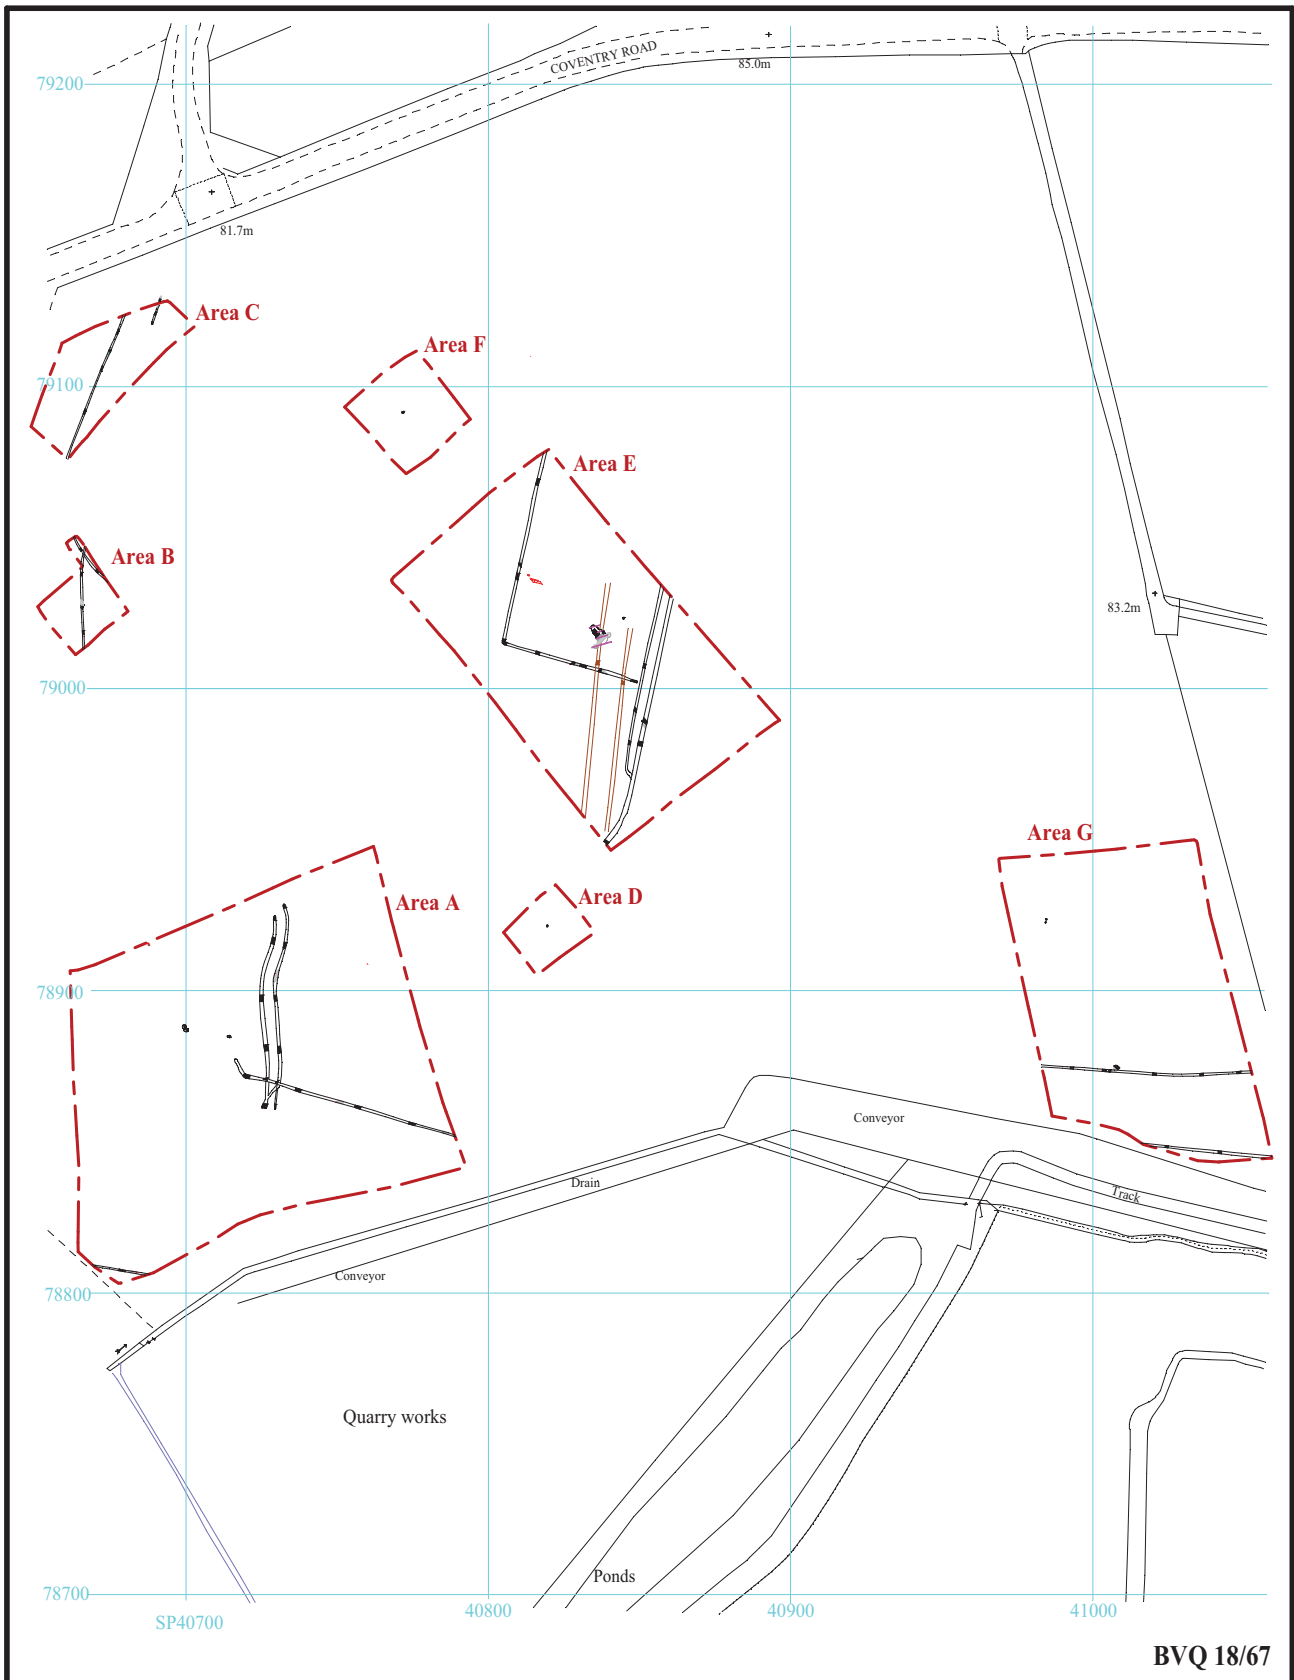 COVENTRY ROAD
85.0m
79200
81.7m
Area C
Area F
79100
Area E
Area B
83.2m
79000
Area G
Area A
Area D
78900
Conveyor
Drain
Track
Conveyor
78800
Quarry works
Ponds
78700
SP40700
40800
40900
41000
BVQ 18/67